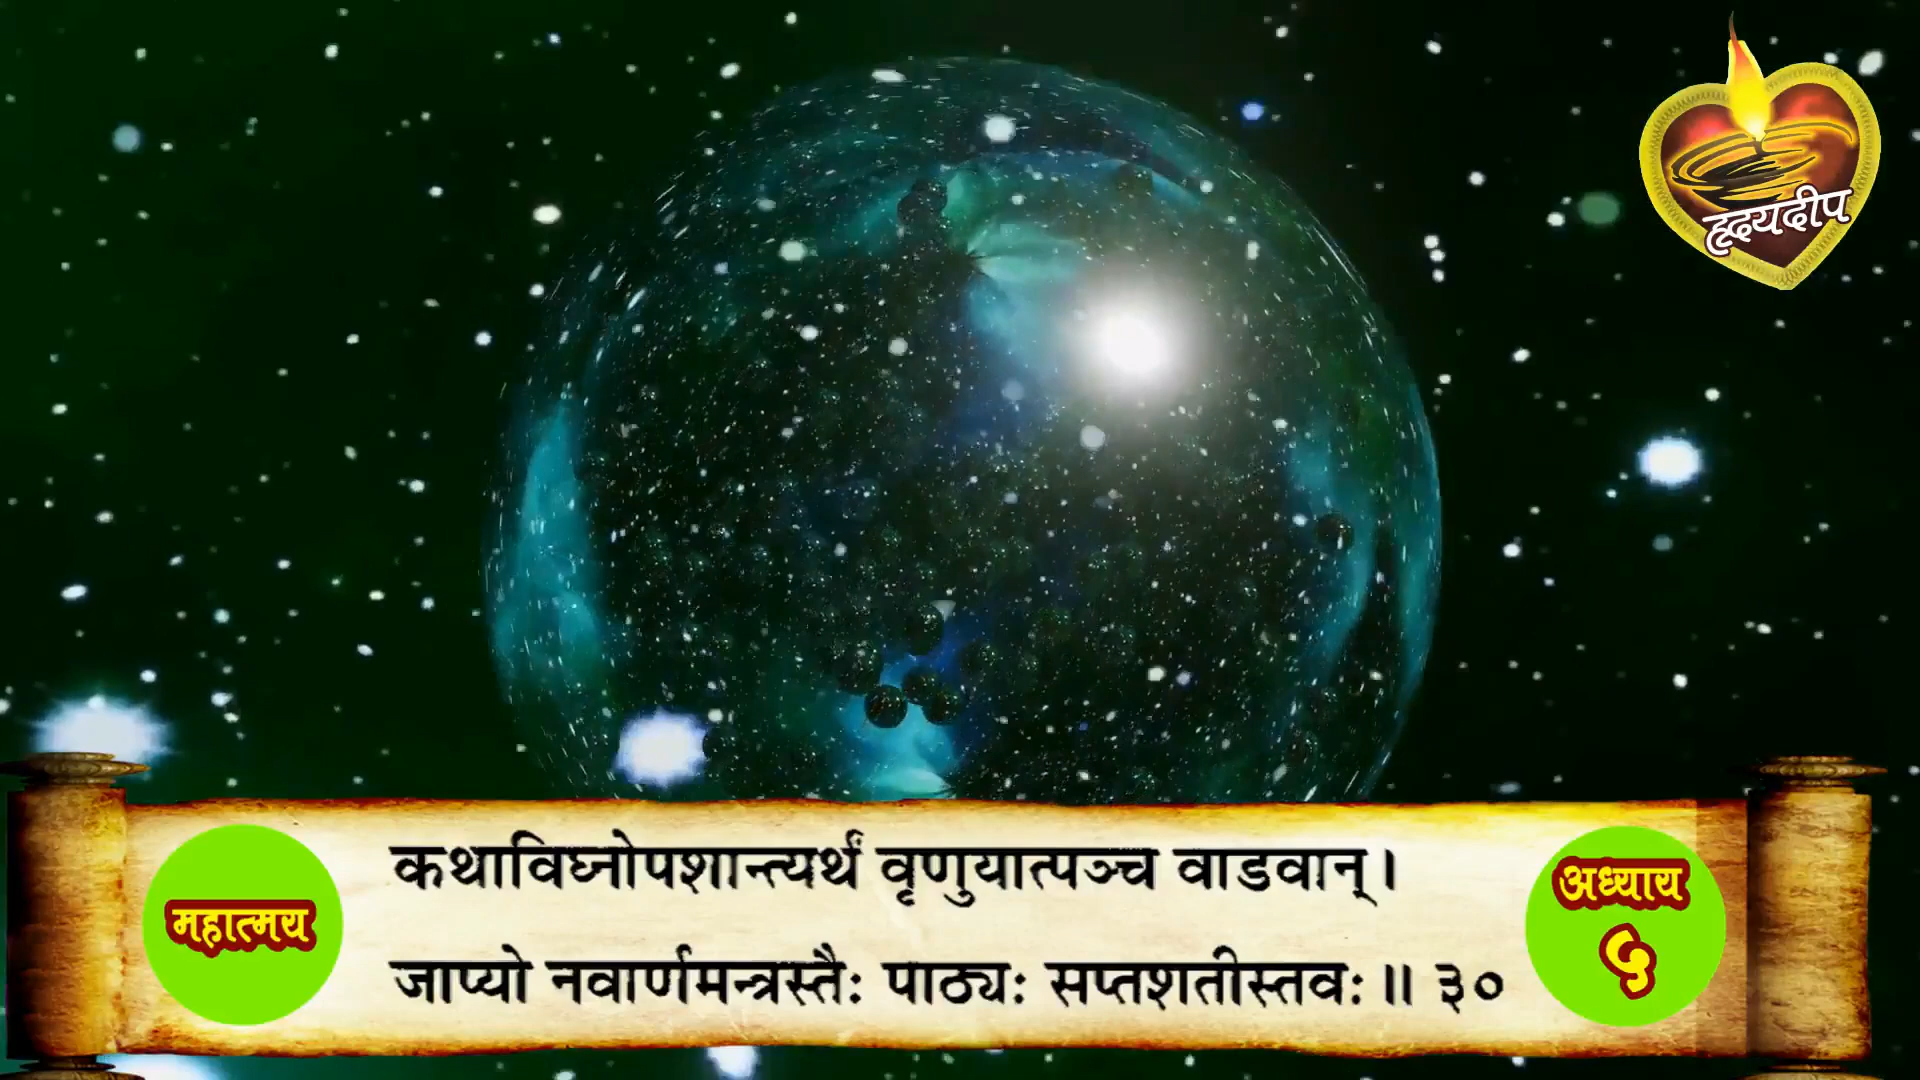 हृदयदीप
कथाविघ्नोपशान्त्यर्थं वृणुयात्पञ्च वाडवान्।
महात्मय
जाप्यो नवार्णमन्त्रस्तैः पाठ्यः सप्तशतीस्तवः॥ ३०
अध्याय
५